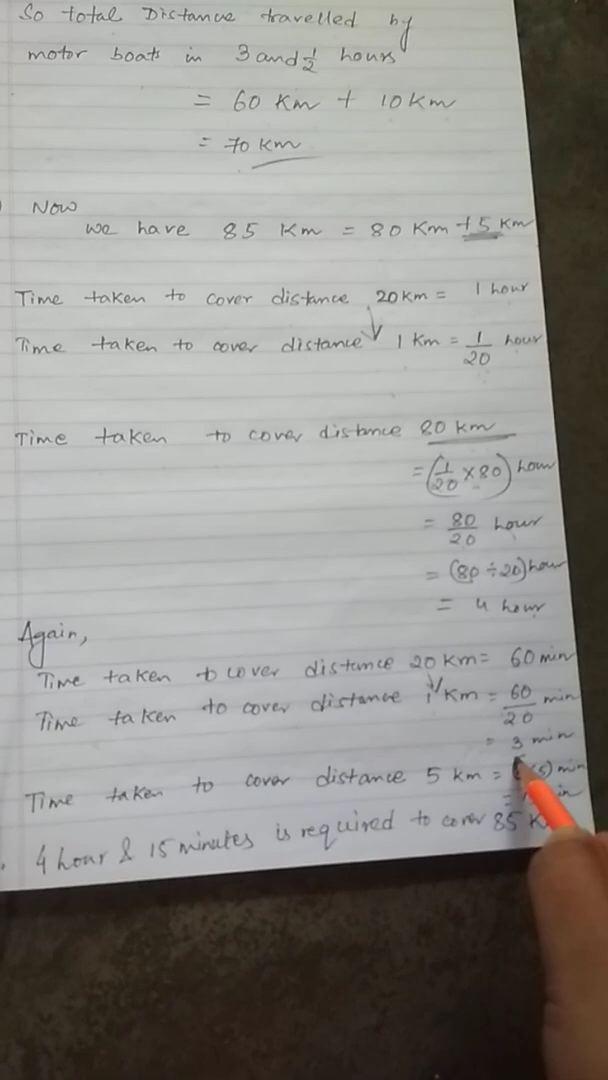 So total Distance travelled by
motor boats in 3 and 1/2 hours
= 60 Km + 10 Km
= 70 Km
Now
we have 85 Km = 80 Km + 5 Km
Time taken to cover distance 20 km = 1 hour
Time taken to cover distance 1 Km = 1/20 hour
Time taken to cover distance 80 km
= (1/20 × 80) hour
= 80/20 hour
= (80 ÷ 20) hour
= 4 hour
Again,
Time taken to cover distance 20 km = 60 min
Time taken to cover distance 1 Km = 60/20 min
= 3 min
Time taken to cover distance 5 km = 5) min
= in
4 hour & 15 minutes is required to cover 85 K